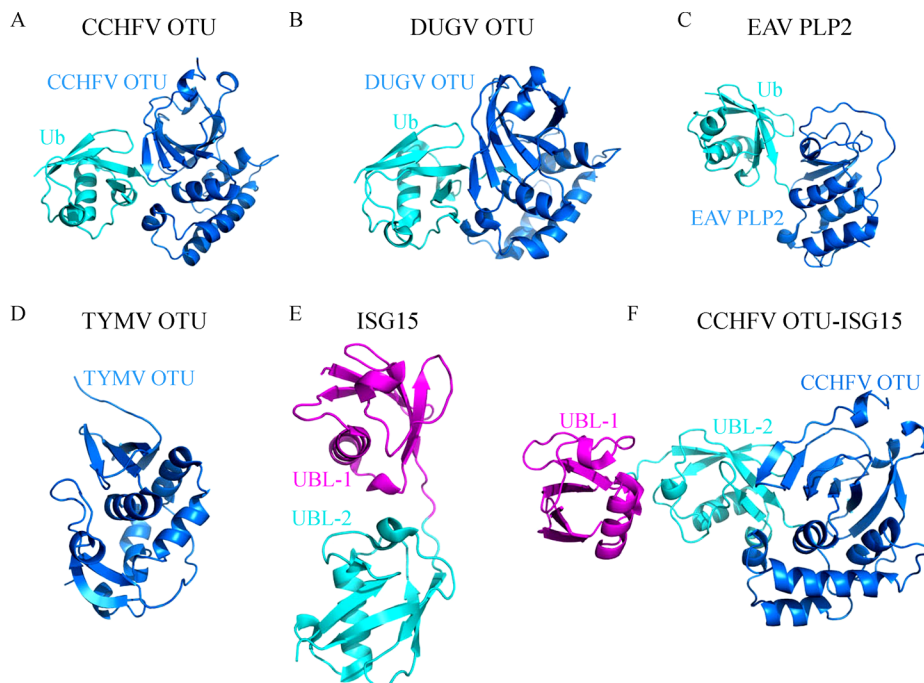 A
CCHFV OTU
CCHFV OTU
Ub
B
DUGV OTU
DUGV OTU
Ub
C
EAV PLP2
Ub
EAV PLP2
D
TYMV OTU
TYMV OTU
E
ISG15
UBL-1
UBL-2
F
CCHFV OTU-ISG15
CCHFV OTU
UBL-1
UBL-2